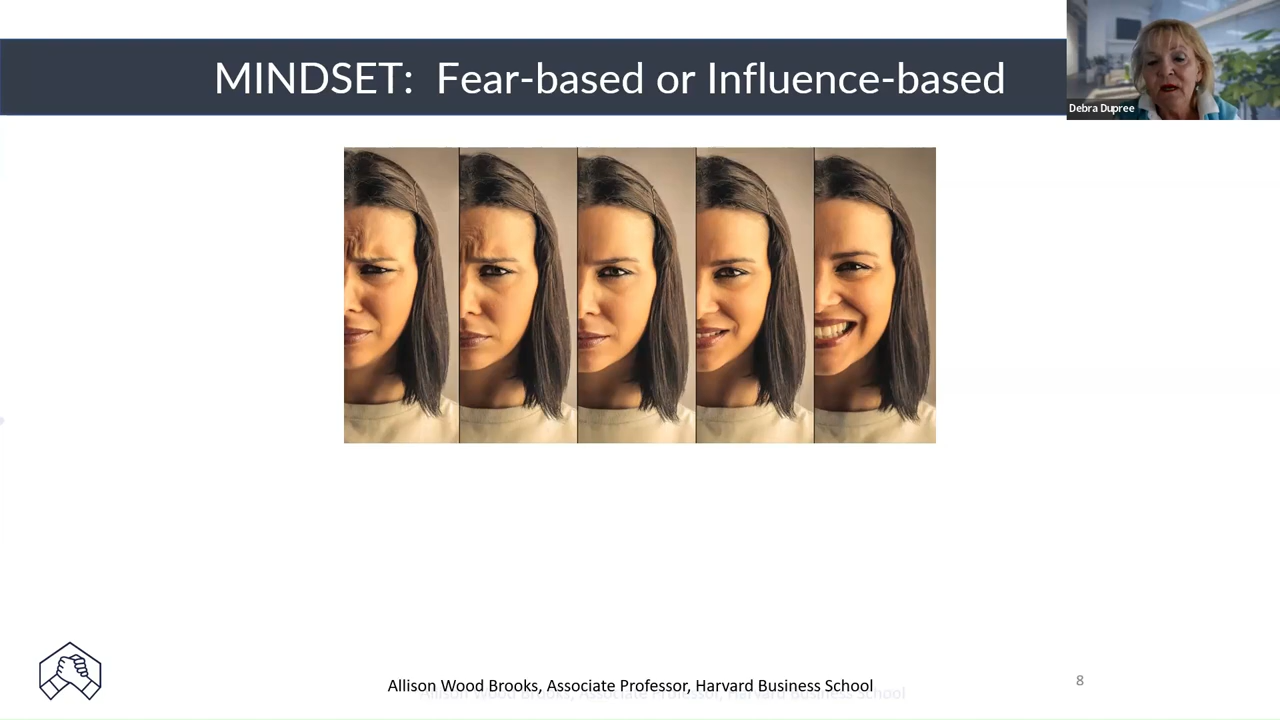 MINDSET:  Fear-based or Influence-based
Debra Dupree
Allison Wood Brooks, Associate Professor, Harvard Business School
8